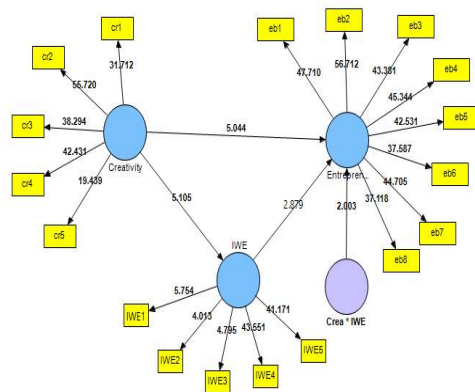 cr1
31.712
cr2
55.720
cr3
38.294
cr4
42.431
cr5
19.439
Creativity
5.044
5.105
eb1
47.710
eb2
56.712
eb3
43.381
eb4
45.344
eb5
42.531
eb6
37.587
eb7
44.705
eb8
37.118
Entrepren...
2.879
2.003
IWE
IWE1
5.754
IWE2
4.013
IWE3
4.795
IWE4
43.551
IWE5
41.171
Crea * IWE